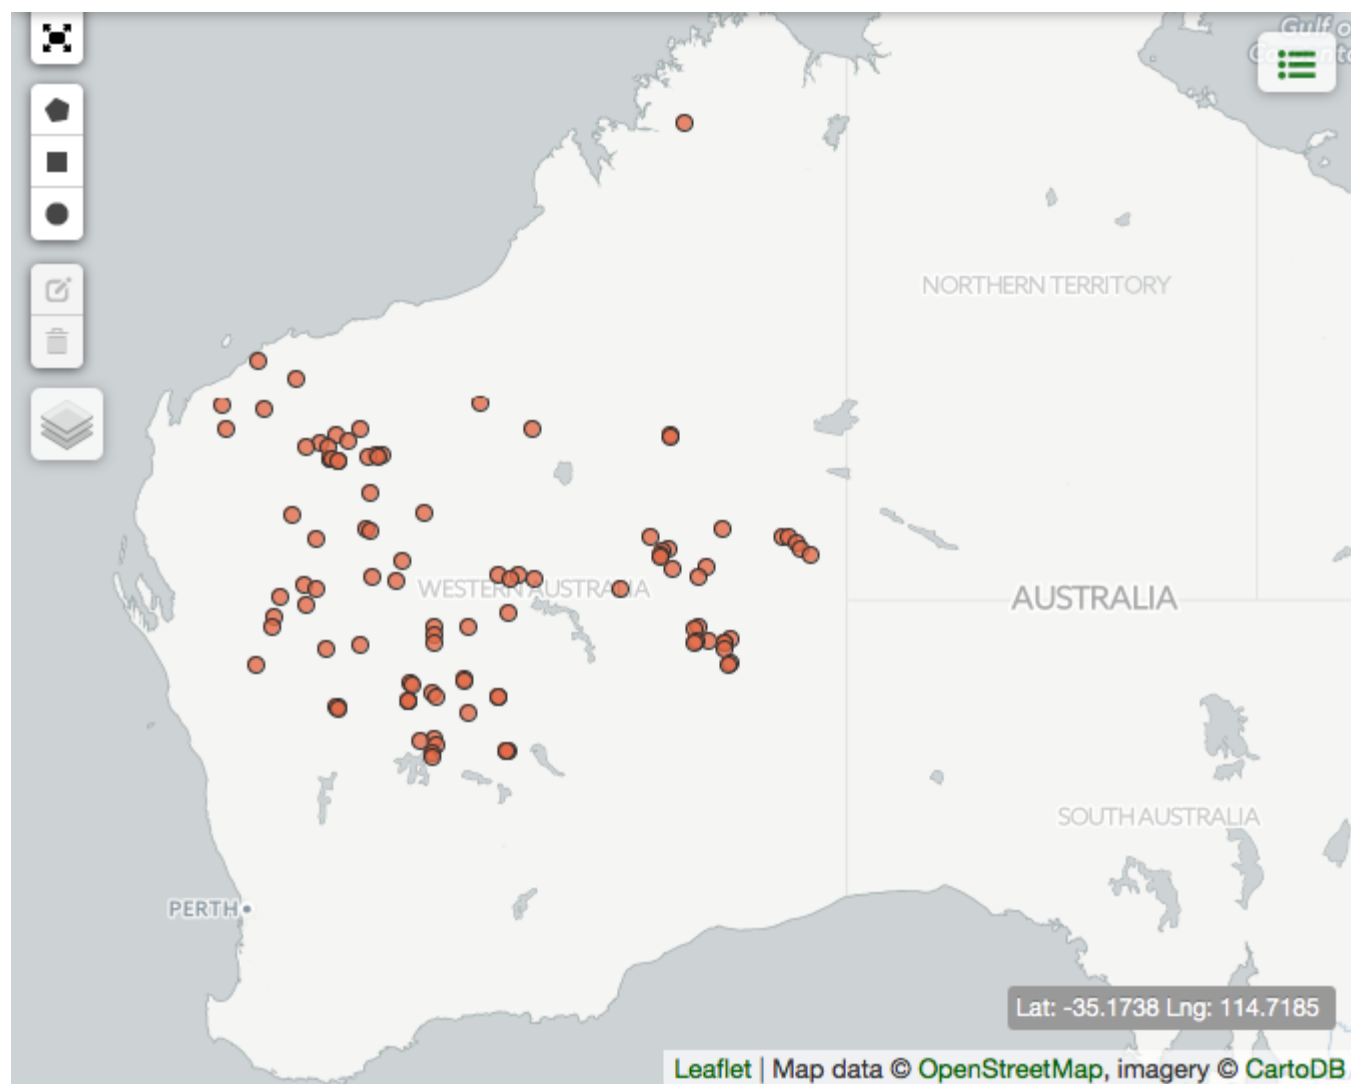 Gulf o
NORTHERN TERRITORY
WESTERN AUSTRALIA
AUSTRALIA
SOUTH AUSTRALIA
PERTH
Lat: -35.1738 Lng: 114.7185
Leaflet | Map data © OpenStreetMap, imagery © CartoDB